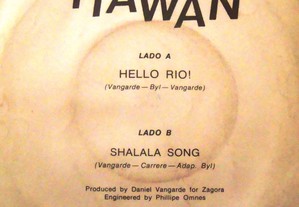 HAWAN
LADO A
HELLO RIO!
(Vangarde — Byl — Vangarde)
LADO B
SHALALA SONG
(Vangarde — Carrere — Adap. Byl)
Produced by Daniel Vangarde for Zagora
Engineered by Phillipe Omnes